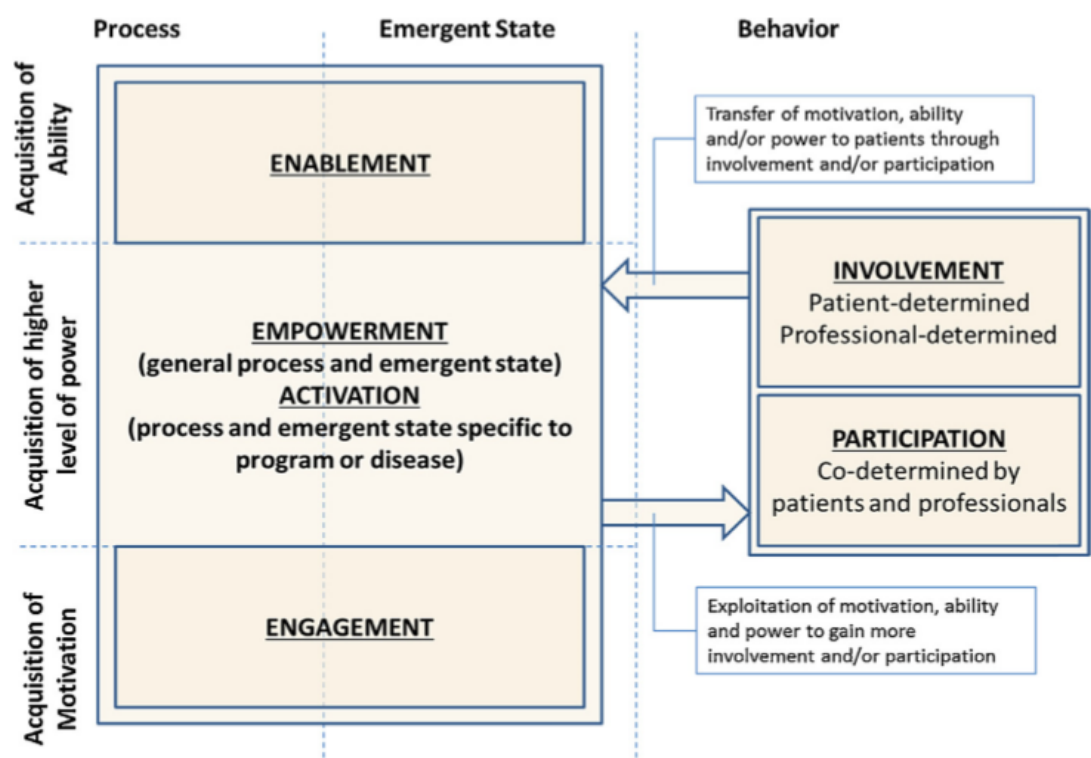 Process
Emergent State
Behavior
Acquisition of
Ability
ENABLEMENT
Transfer of motivation, ability
and/or power to patients through
involvement and/or participation
Acquisition of higher
level of power
EMPOWERMENT
(general process and emergent state)
ACTIVATION
(process and emergent state specific to
program or disease)
INVOLVEMENT
Patient-determined
Professional-determined
PARTICIPATION
Co-determined by
patients and professionals
Acquisition of
Motivation
ENGAGEMENT
Exploitation of motivation, ability
and power to gain more
involvement and/or participation